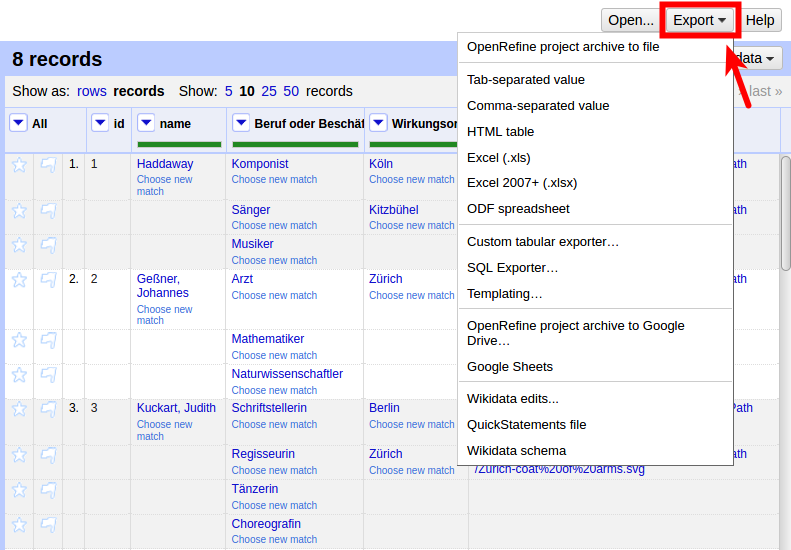 Open... Export Help
8 records
data
Show as: rows records Show: 5 10 25 50 records
last »
All id name Beruf oder Beschäf Wirkungsor
OpenRefine project archive to file
Tab-separated value
Comma-separated value
HTML table
Excel (.xls)
Excel 2007+ (.xlsx)
ODF spreadsheet
Custom tabular exporter…
SQL Exporter…
Templating…
OpenRefine project archive to Google
Drive…
Google Sheets
Wikidata edits...
QuickStatements file
Wikidata schema
1. 1 Haddaway Komponist Köln ath
Choose new Choose new match Choose new match
match
Sänger Kitzbühel ath
Choose new match Choose new match
Musiker
Choose new match
2. 2 Geßner, Arzt Zürich ath
Johannes Choose new match Choose new match
Choose new
match
Mathematiker
Choose new match
Naturwissenschaftler
Choose new match
3. 3 Kuckart, Judith Schriftstellerin Berlin Path
Choose new Choose new match Choose new match
match
Regisseurin Zürich ath
Choose new match Choose new match /Zurich-coat%20of%20arms.svg
Tänzerin
Choose new match
Choreografin
Choose new match